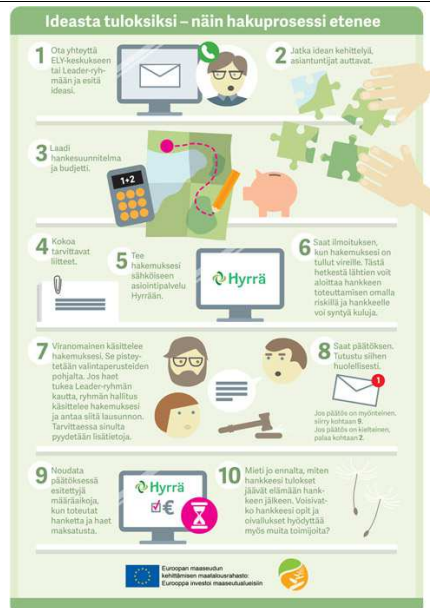 Ideasta tuloksiksi – näin hakuprosessi etenee
1 Ota yhteyttä
ELY-keskukseen
tai Leader-ryh-
mään ja esitä
ideasi.
2 Jatka idean kehittelyä,
asiantuntijat auttavat.
3 Laadi
hankesuunnitelma
ja budjetti.
1+2
4 Kokoa
tarvittavat
liitteet.
5 Tee
hakemuksesi
sähköiseen
asiointipalvelu
Hyrrään.
Hyrrä
6 Saat ilmoituksen,
kun hakemuksesi on
tullut vireille. Tästä
hetkestä lähtien voit
aloittaa hankkeen
toteuttamisen omalla
riskillä ja hankkeelle
voi syntyä kuluja.
7 Viranomainen käsittelee
hakemuksesi. Se pistey-
tetään valintaperusteiden
pohjalta. Jos haet
tukea Leader-ryhmän
kautta, ryhmän hallitus
käsittelee hakemuksesi
ja antaa siitä lausunnon.
Tarvittaessa sinulta
pyydetään lisätietoja.
8 Saat päätöksen.
Tutustu siihen
huolellisesti.
1
Jos päätös on myönteinen,
siirry kohtaan 9.
Jos päätös on kielteinen,
palaa kohtaan 2.
9 Noudata
päätöksessä
esitettyjä
määräaikoja,
kun toteutat
hanketta ja haet
maksatusta.
Hyrrä
€
10 Mieti jo ennalta, miten
hankkeesi tulokset
jäävät elämään hank-
keen jälkeen. Voisivat-
ko hankkeesi opit ja
oivallukset hyödyttää
myös muita toimijoita?
Euroopan maaseudun
kehittämisen maatalousrahasto:
Eurooppa investoi maaseutualueisiin